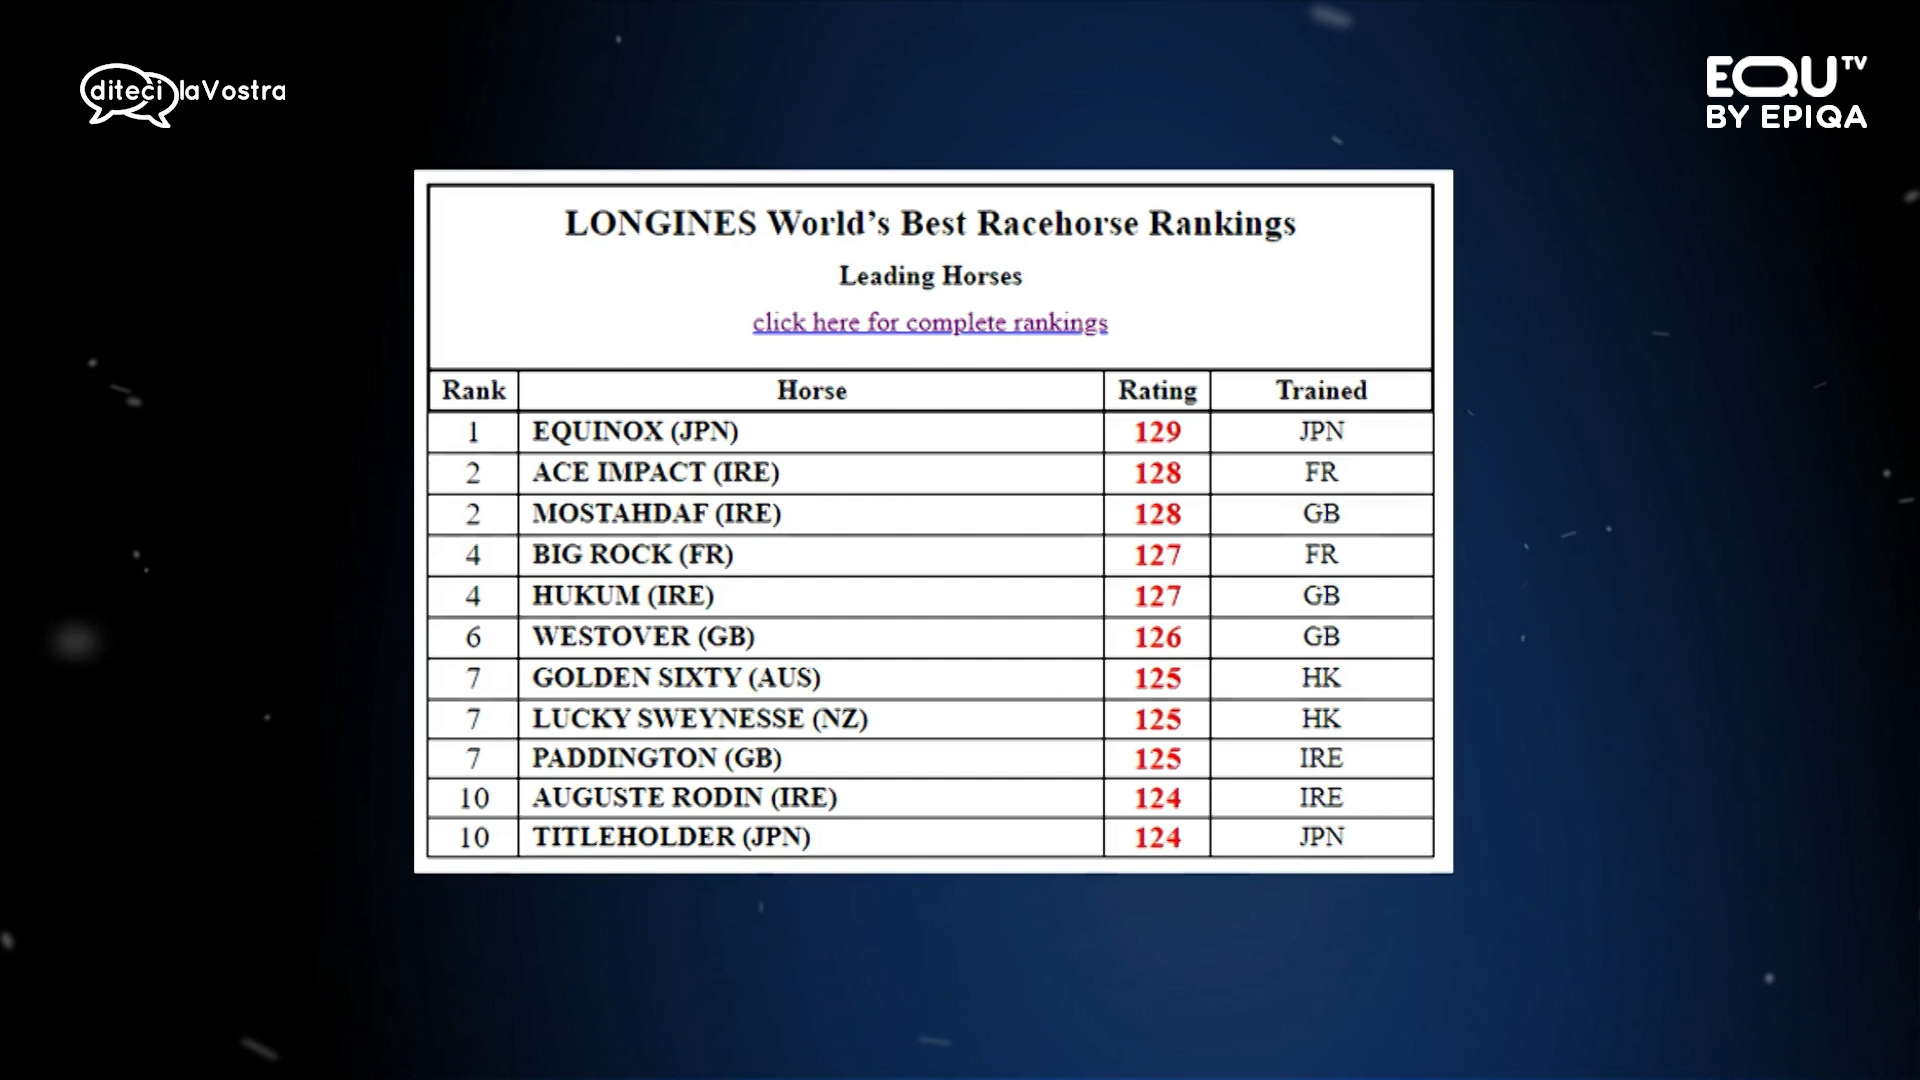 diteci laVostra
EQU TV
BY EPIQA
LONGINES World's Best Racehorse Rankings
Leading Horses
click here for complete rankings
Rank Horse Rating Trained
1 EQUINOX (JPN) 129 JPN
2 ACE IMPACT (IRE) 128 FR
2 MOSTAHDAF (IRE) 128 GB
4 BIG ROCK (FR) 127 FR
4 HUKUM (IRE) 127 GB
6 WESTOVER (GB) 126 GB
7 GOLDEN SIXTY (AUS) 125 HK
7 LUCKY SWEYNESSE (NZ) 125 HK
7 PADDINGTON (GB) 125 IRE
10 AUGUSTE RODIN (IRE) 124 IRE
10 TITLEHOLDER (JPN) 124 JPN